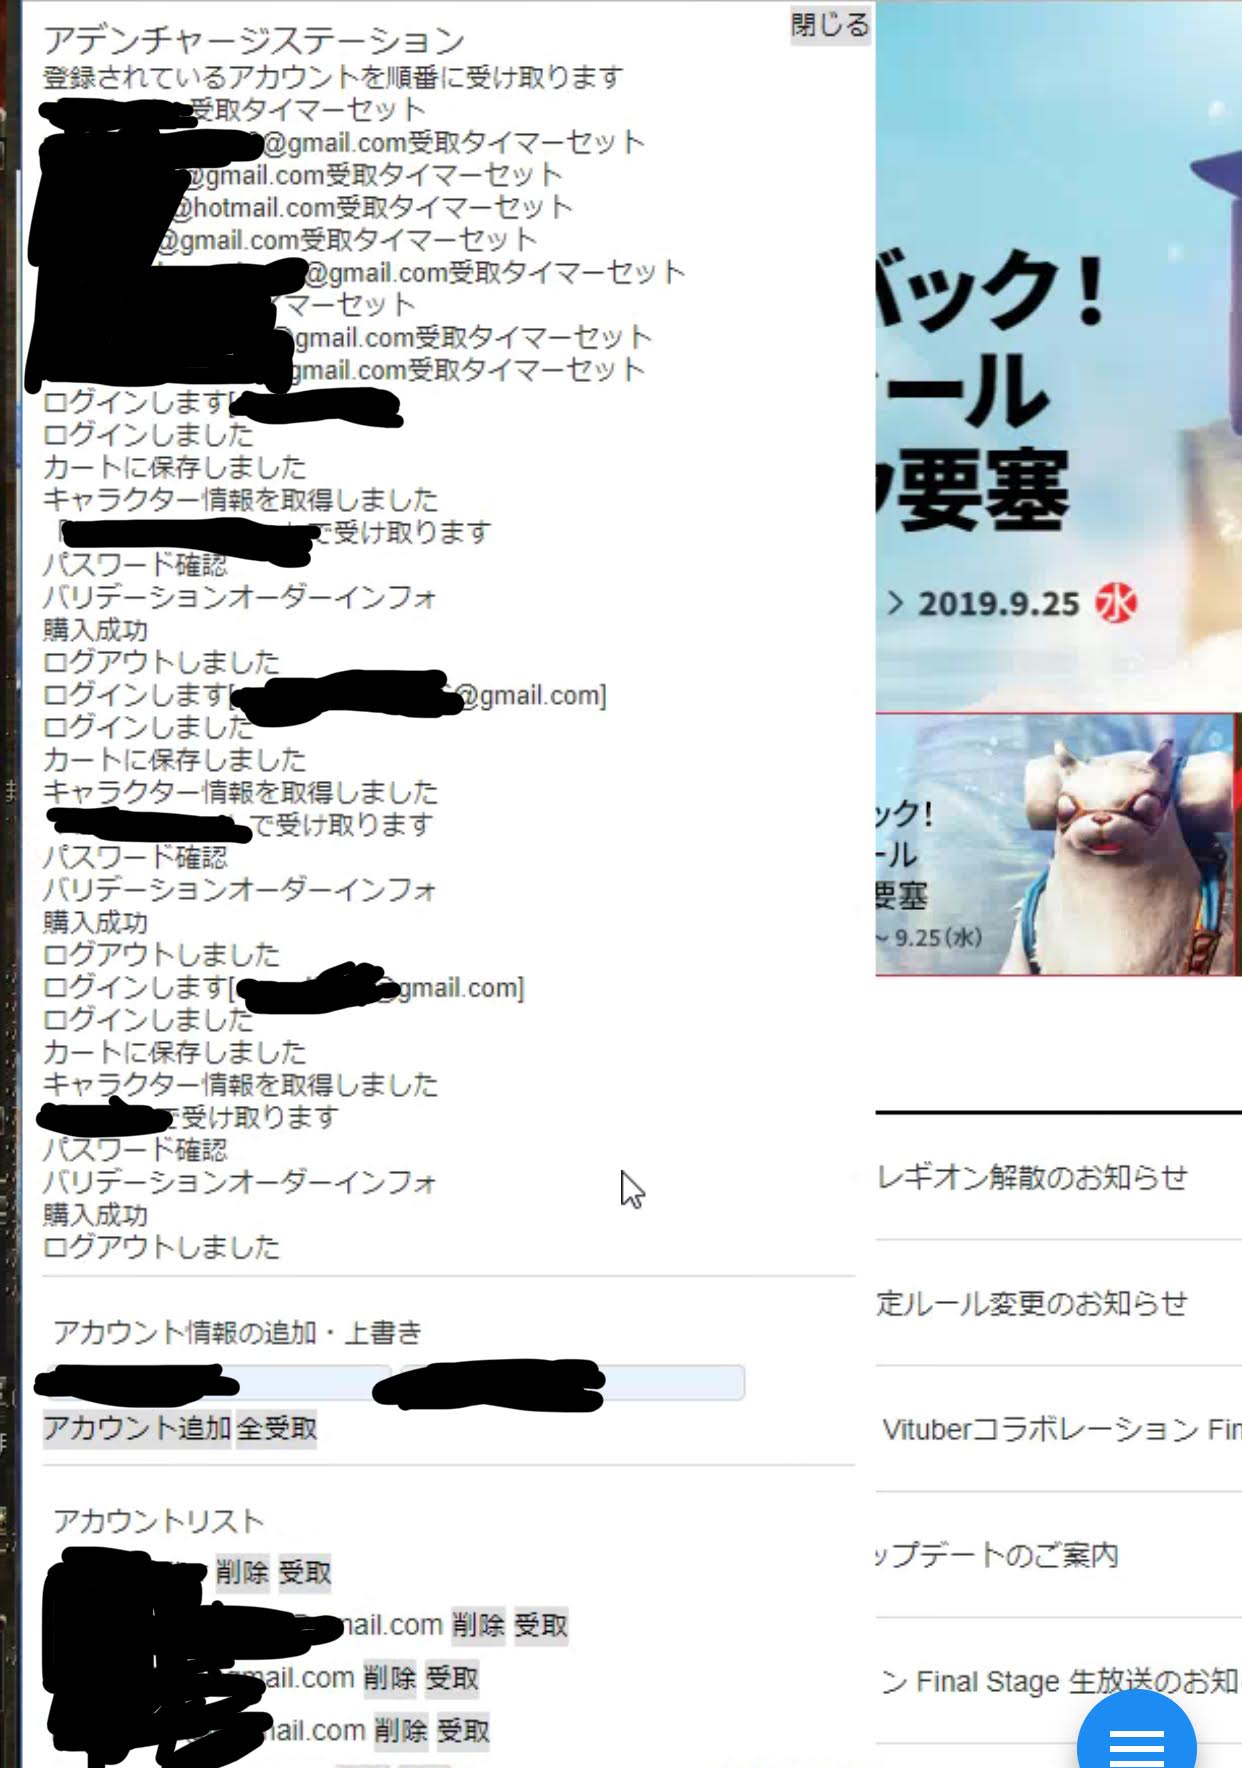 閉じる
アデンチャージステーション
登録されているアカウントを順番に受け取ります
受取タイマーセット
@gmail.com受取タイマーセット
@gmail.com受取タイマーセット
@hotmail.com受取タイマーセット
@gmail.com受取タイマーセット
@gmail.com受取タイマーセット
マーセット
gmail.com受取タイマーセット
gmail.com受取タイマーセット
ログインします[
ログインしました
カートに保存しました
キャラクター情報を取得しました
「で受け取ります
パスワード確認
バリデーションオーダーインフォ
購入成功
ログアウトしました
ログインします[@gmail.com]
ログインしました
カートに保存しました
キャラクター情報を取得しました
で受け取ります
パスワード確認
バリデーションオーダーインフォ
購入成功
ログアウトしました
ログインします[gmail.com]
ログインしました
カートに保存しました
キャラクター情報を取得しました
で受け取ります
パスワード確認
バリデーションオーダーインフォ
購入成功
ログアウトしました
アカウント情報の追加・上書き
アカウント追加 全受取
アカウントリスト
削除 受取
mail.com 削除 受取
gmail.com 削除 受取
mail.com 削除 受取
バック!
ール
要塞
> 2019.9.25 水
ック!
ール
要塞
~ 9.25(水)
レギオン解散のお知らせ
定ルール変更のお知らせ
Vituberコラボレーション Fin
ップデートのご案内
ン Final Stage 生放送のお知